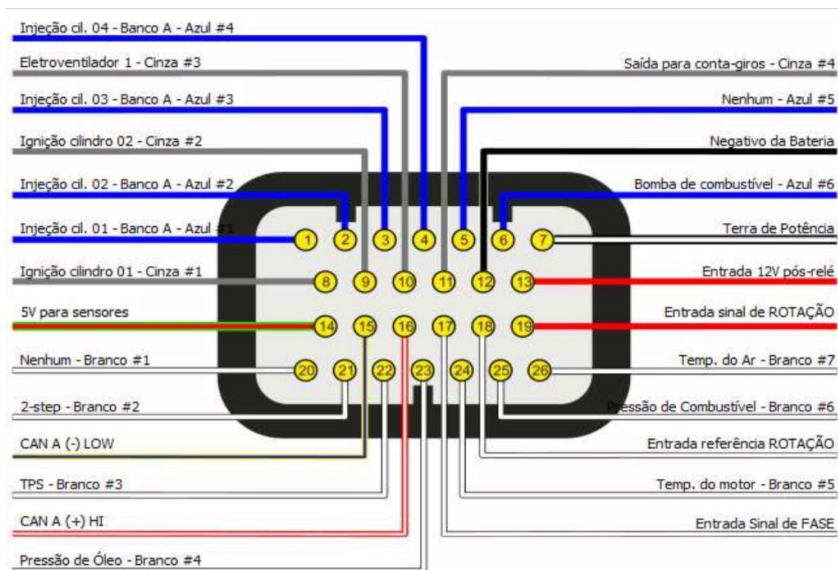 Injeção cil. 04 - Banco A - Azul #4
Eletroventilador 1 - Cinza #3
Injeção cil. 03 - Banco A - Azul #3
Ignição cilindro 02 - Cinza #2
Injeção cil. 02 - Banco A - Azul #2
Injeção cil. 01 - Banco A - Azul #1
Ignição cilindro 01 - Cinza #1
5V para sensores
Nenhum - Branco #1
2-step - Branco #2
CAN A (-) LOW
TPS - Branco #3
CAN A (+) HI
Pressão de Óleo - Branco #4
1 2 3 4 5 6 7
8 9 10 11 12 13
14 15 16 17 18 19
20 21 22 23 24 25 26
Saída para conta-giros - Cinza #4
Nenhum - Azul #5
Negativo da Bateria
Bomba de combustível - Azul #6
Terra de Potência
Entrada 12V pós-relé
Entrada sinal de ROTAÇÃO
Temp. do Ar - Branco #7
Pressão de Combustível - Branco #6
Entrada referência ROTAÇÃO
Temp. do motor - Branco #5
Entrada Sinal de FASE